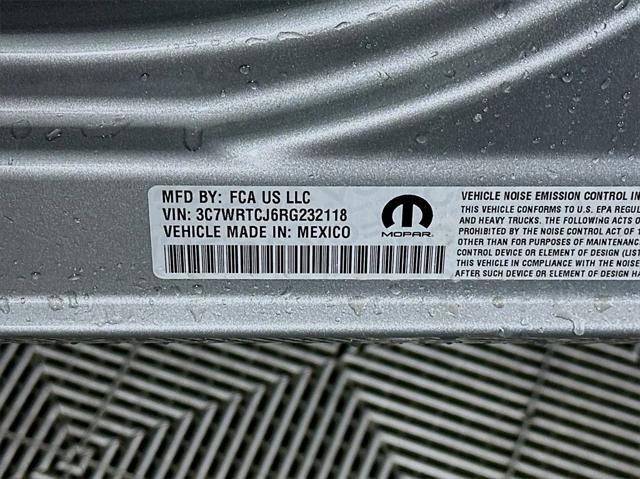 MFD BY: FCA US LLC
VIN: 3C7WRTCJ6RG232118
VEHICLE MADE IN: MEXICO
MOPAR
VEHICLE NOISE EMISSION CONTROL IN
THIS VEHICLE CONFORMS TO U.S. EPA REGUL
AND HEAVY TRUCKS. THE FOLLOWING ACTS O
PROHIBITED BY THE NOISE CONTROL ACT OF 1
OTHER THAN FOR PURPOSES OF MAINTENANC
CONTROL DEVICE OR ELEMENT OF DESIGN (LIST
THIS VEHICLE IN COMPLIANCE WITH THE NOISE
AFTER SUCH DEVICE OR ELEMENT OF DESIGN HA